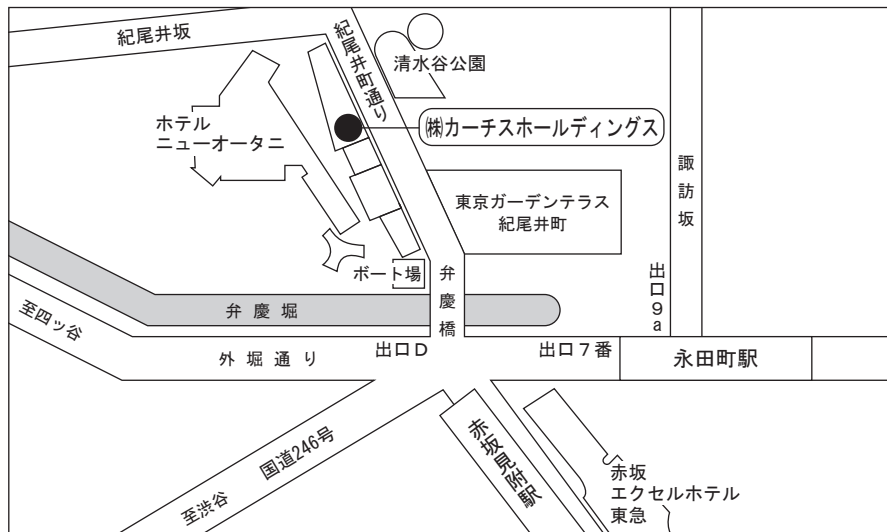 紀尾井坂
紀尾井町通り
清水谷公園
ホテル
ニューオータニ
㈱カーチスホールディングス
諏訪坂
東京ガーデンテラス
紀尾井町
ボート場
弁慶橋
出口9a
弁慶堀
至四ッ谷
外堀通り
出口D
出口7番
永田町駅
国道246号
至渋谷
赤坂見附駅
赤坂
エクセルホテル
東急